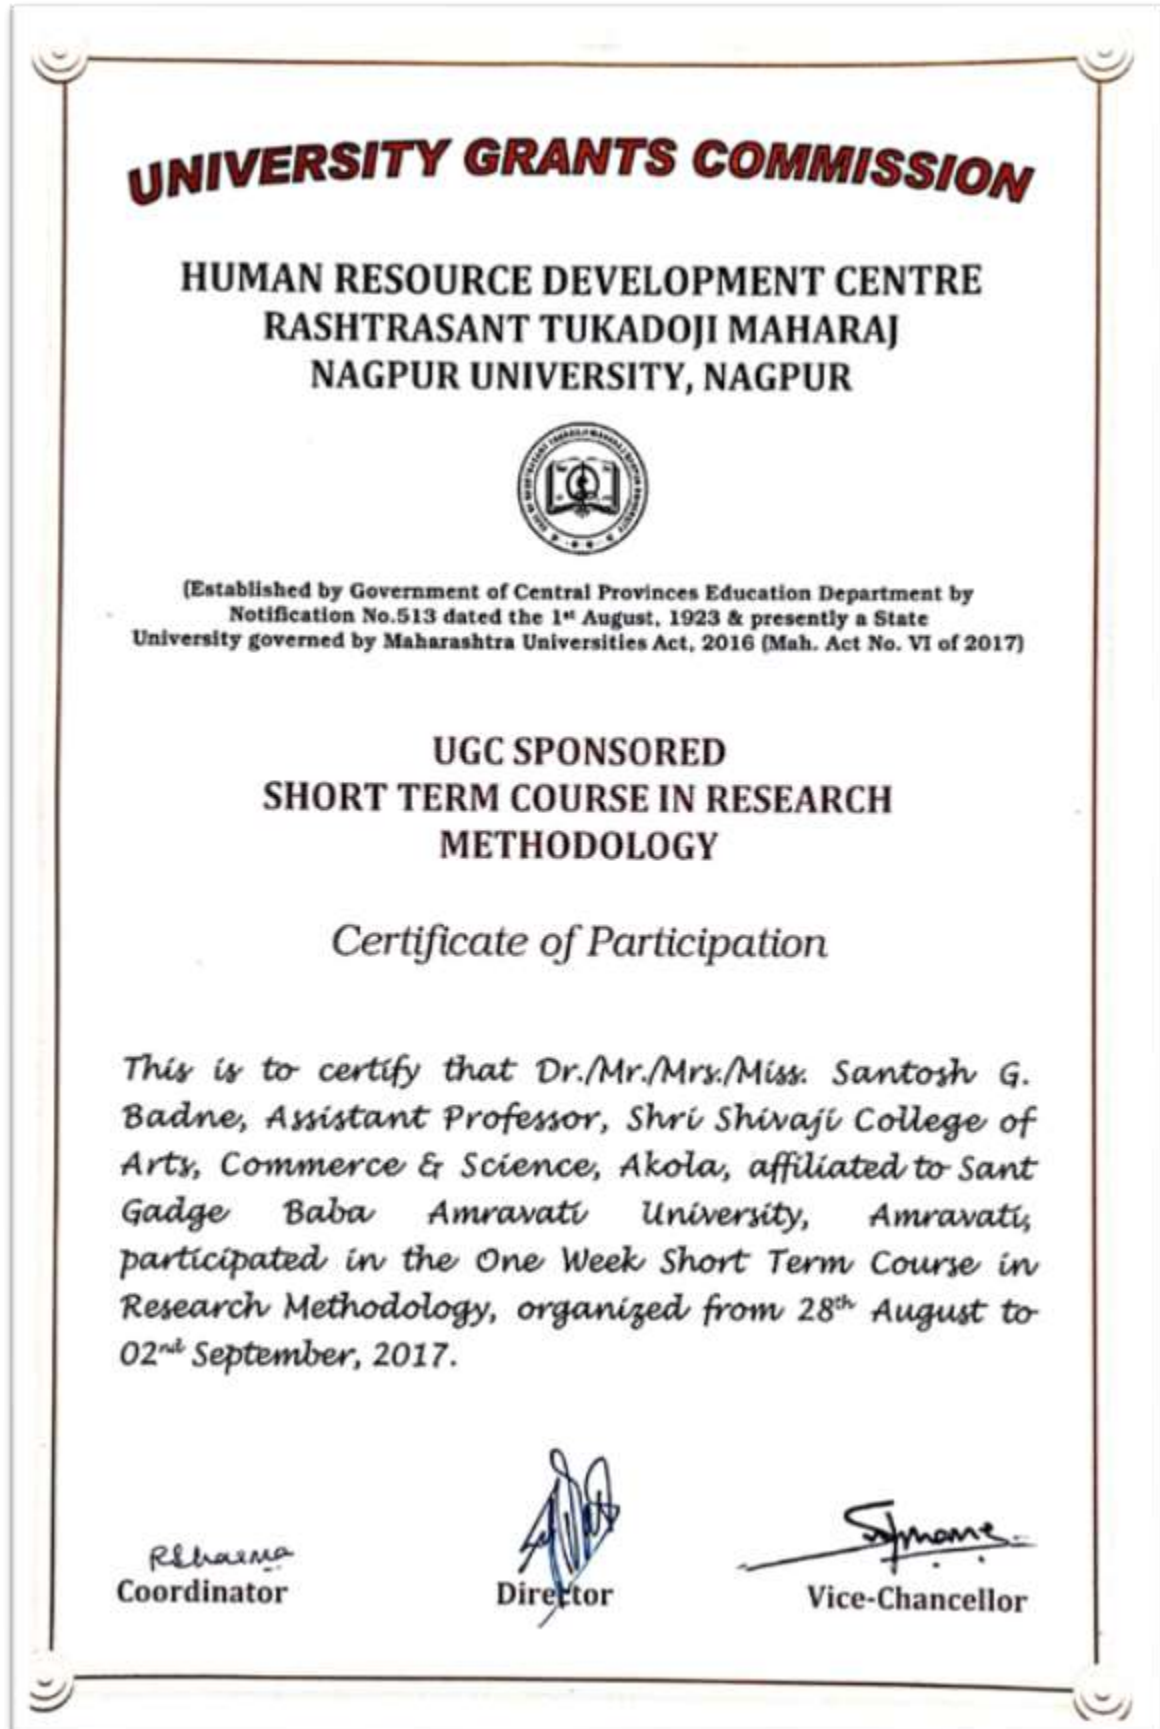 UNIVERSITY GRANTS COMMISSION
HUMAN RESOURCE DEVELOPMENT CENTRE
RASHTRASANT TUKADOJI MAHARAJ
NAGPUR UNIVERSITY, NAGPUR
(Established by Government of Central Provinces Education Department by
Notification No.513 dated the 1st August, 1923 & presently a State
University governed by Maharashtra Universities Act, 2016 (Mah. Act No. VI of 2017)
UGC SPONSORED
SHORT TERM COURSE IN RESEARCH
METHODOLOGY
Certificate of Participation
This is to certify that Dr./Mr./Mrs./Miss. Santosh G.
Badne, Assistant Professor, Shri Shivaji College of
Arts, Commerce & Science, Akola, affiliated to Sant
Gadge Baba Amravati University, Amravati,
participated in the One Week Short Term Course in
Research Methodology, organized from 28th August to
02nd September, 2017.
RSharma
Coordinator
Director
Vice-Chancellor